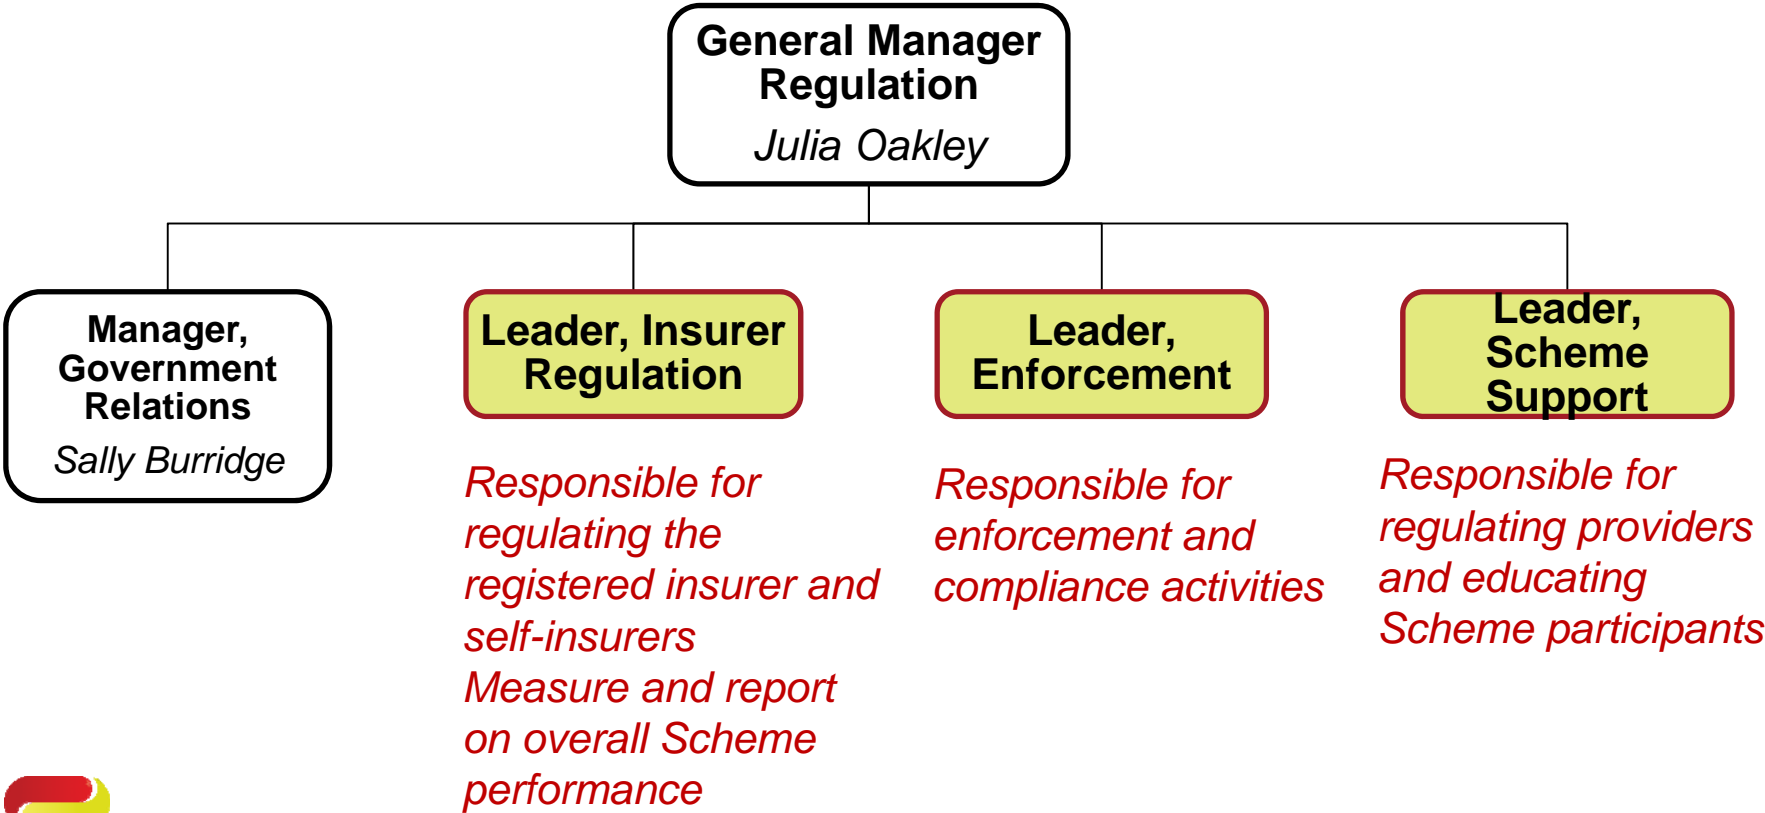 General Manager
Regulation
Julia Oakley
Manager,
Government
Relations
Sally Burridge
Leader, Insurer
Regulation
Responsible for
regulating the
registered insurer and
self-insurers
Measure and report
on overall Scheme
performance
Leader,
Enforcement
Responsible for
enforcement and
compliance activities
Leader,
Scheme
Support
Responsible for
regulating providers
and educating
Scheme participants